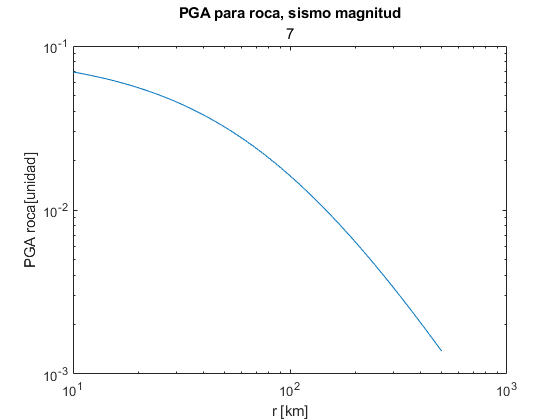 PGA para roca, sismo magnitud
7
10^-1
10^-2
10^-3
PGA roca[unidad]
10^1
10^2
10^3
r [km]